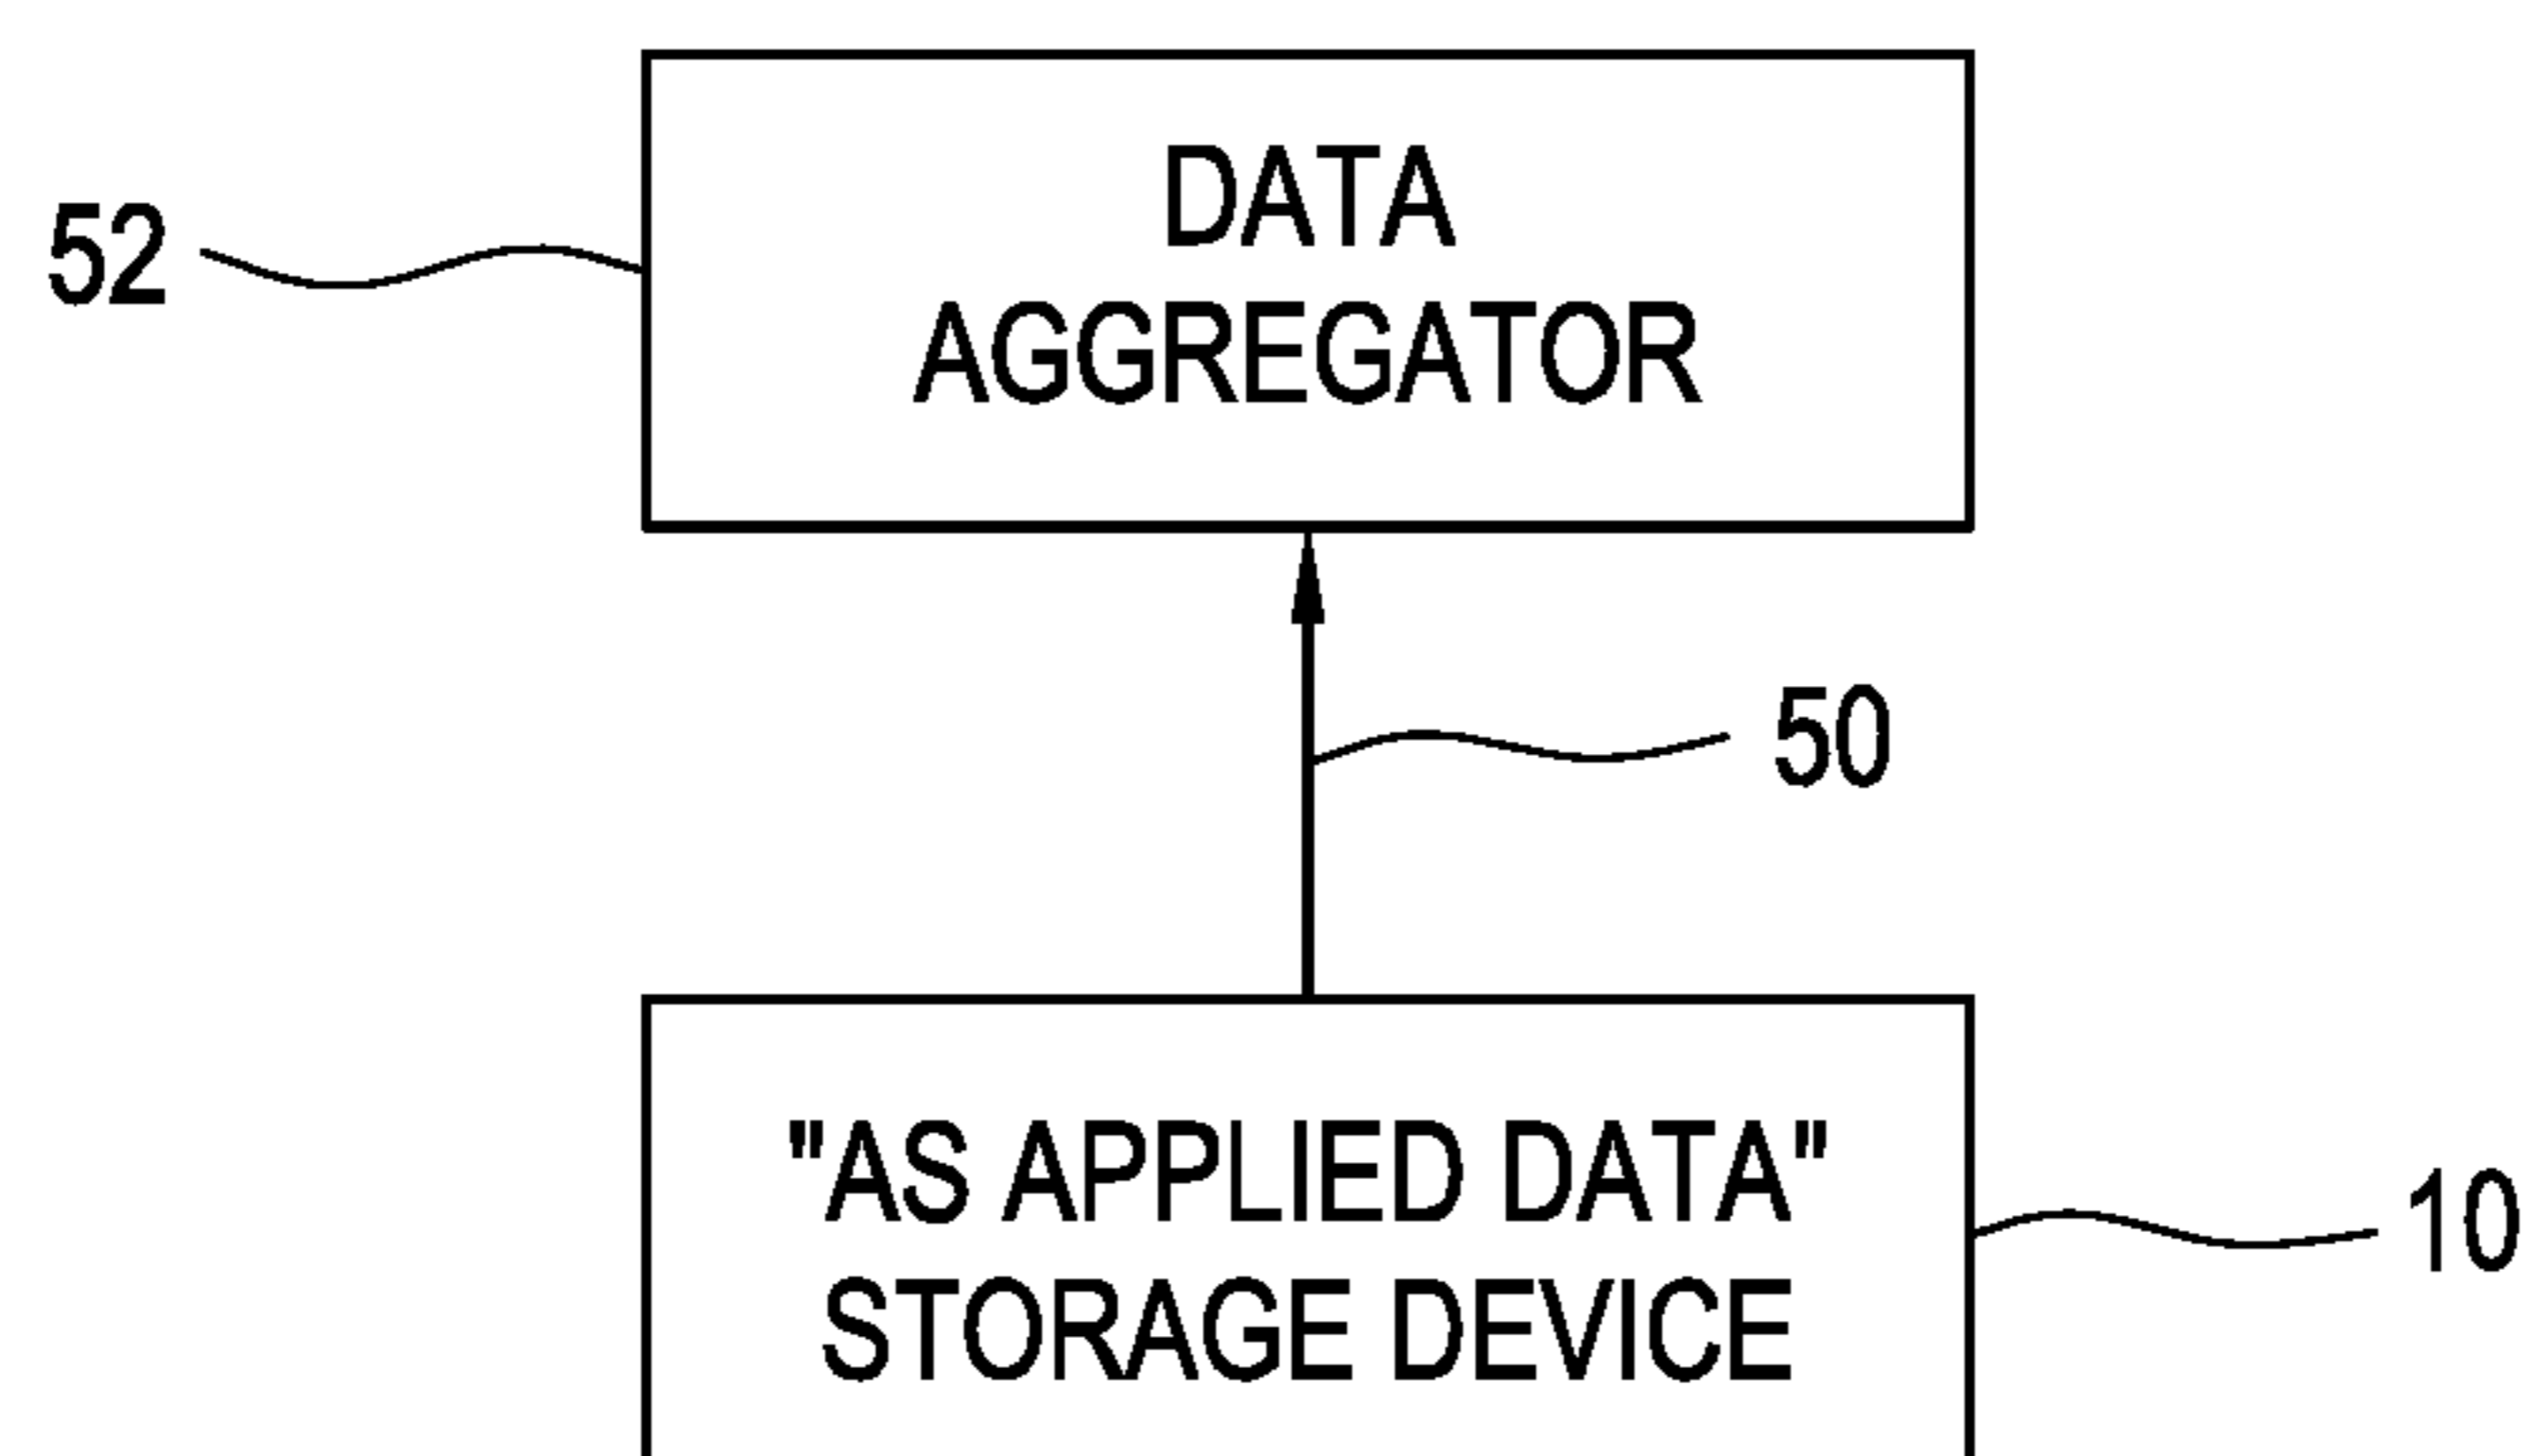 DATA
AGGREGATOR
52
50
"AS APPLIED DATA"
STORAGE DEVICE
10